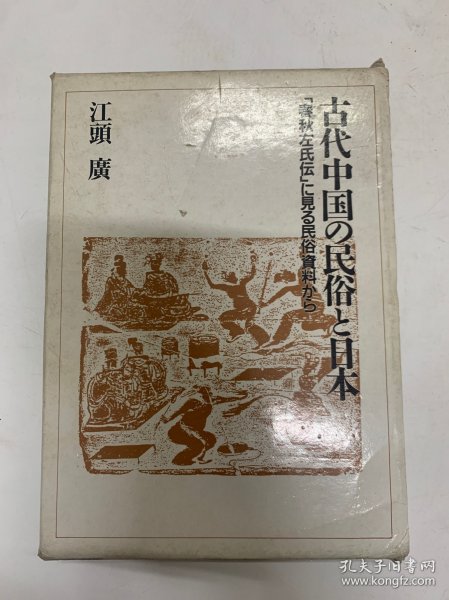 古代中国の民俗と日本
「春秋左氏伝」に見る民俗資料から
江頭 廣
孔夫子旧书网
www.kongfz.com